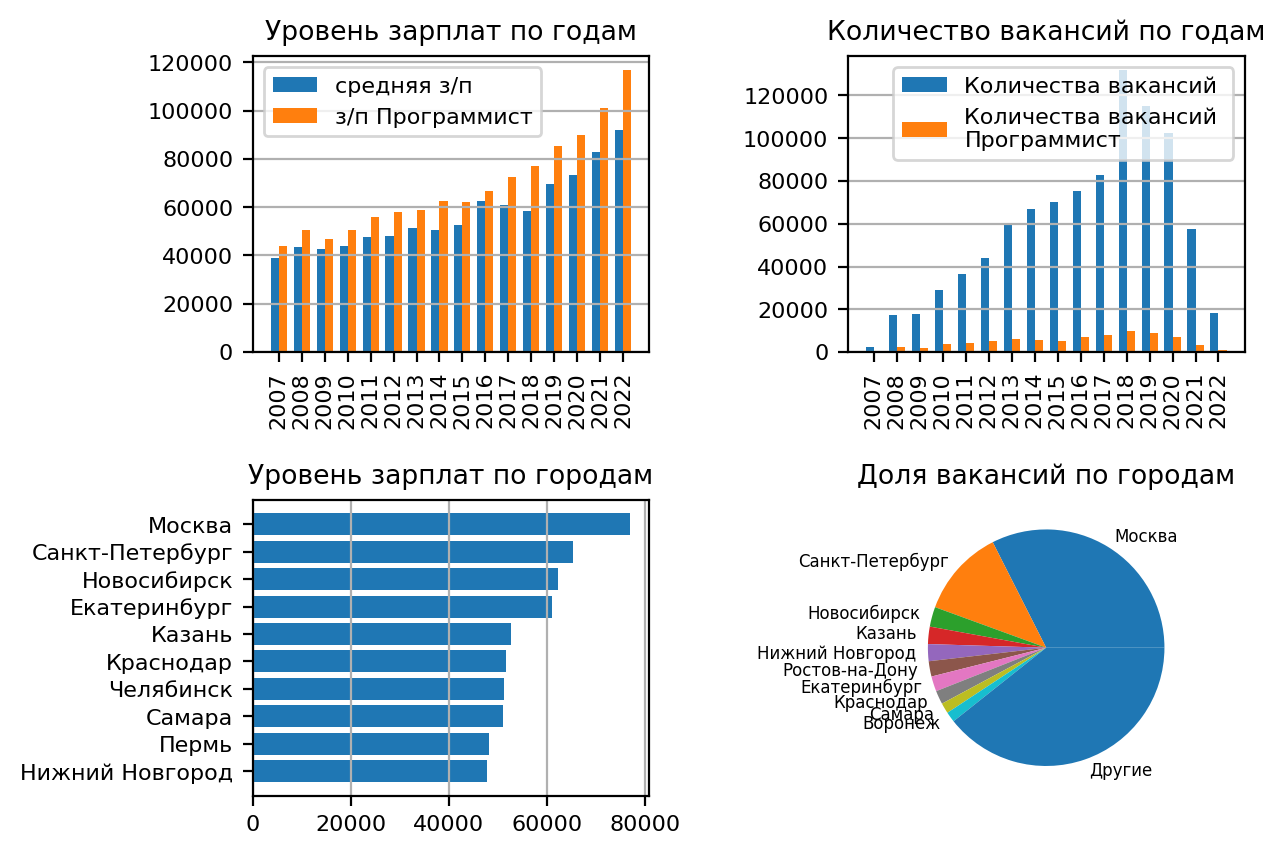 Уровень зарплат по годам
120000
100000
80000
60000
40000
20000
0
средняя з/п
з/п Программист
2007
2008
2009
2010
2011
2012
2013
2014
2015
2016
2017
2018
2019
2020
2021
2022
Количество вакансий по годам
120000
100000
80000
60000
40000
20000
0
Количества вакансий
Количества вакансий
Программист
2007
2008
2009
2010
2011
2012
2013
2014
2015
2016
2017
2018
2019
2020
2021
2022
Уровень зарплат по городам
Москва
Санкт-Петербург
Новосибирск
Екатеринбург
Казань
Краснодар
Челябинск
Самара
Пермь
Нижний Новгород
0
20000
40000
60000
80000
Доля вакансий по городам
Москва
Санкт-Петербург
Новосибирск
Казань
Нижний Новгород
Ростов-на-Дону
Екатеринбург
Краснодар
Самара
Воронеж
Другие